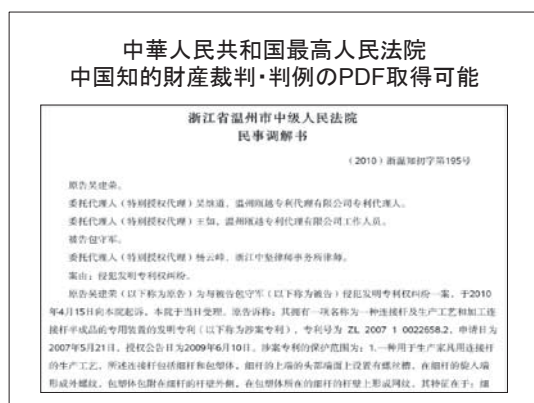 中華人民共和国最高人民法院
中国知的財産裁判・判例のPDF取得可能
浙江省温州市中级人民法院
民事调解书
(2010)浙温知初字第195号
原告吴建荣。
委托代理人(特别授权代理)吴继道，温州瓯越专利代理有限公司专利代理人。
委托代理人(特别授权代理)王如，温州瓯越专利代理有限公司工作人员。
被告包守军。
委托代理人(特别授权代理)杨云峰，浙江中坚律师事务所律师。
案由：侵犯发明专利权纠纷。
原告吴建荣(以下称为原告)为与被告包守军(以下称为被告)侵犯发明专利权纠纷一案，于2010
年4月15日向本院起诉，本院于当日受理。原告诉称：其拥有一项名称为一种连接杆及生产工艺和加工连
接杆半成品的专用装置的发明专利(以下称为涉案专利)，专利号为 ZL 2007 1 0022658.2，申请日为
2007年5月21日，授权公告日为2009年6月10日。涉案专利的保护范围为：1.一种用于生产家具用连接杆
的生产工艺，所述连接杆包括细杆和包塑体，细杆的上端的头部端面上设置有螺丝槽，在细杆的旋入端
形成外螺纹，包塑体包附在细杆的杆壁外侧，在包塑体所在的细杆的杆壁上形成网纹，其特征在于：细